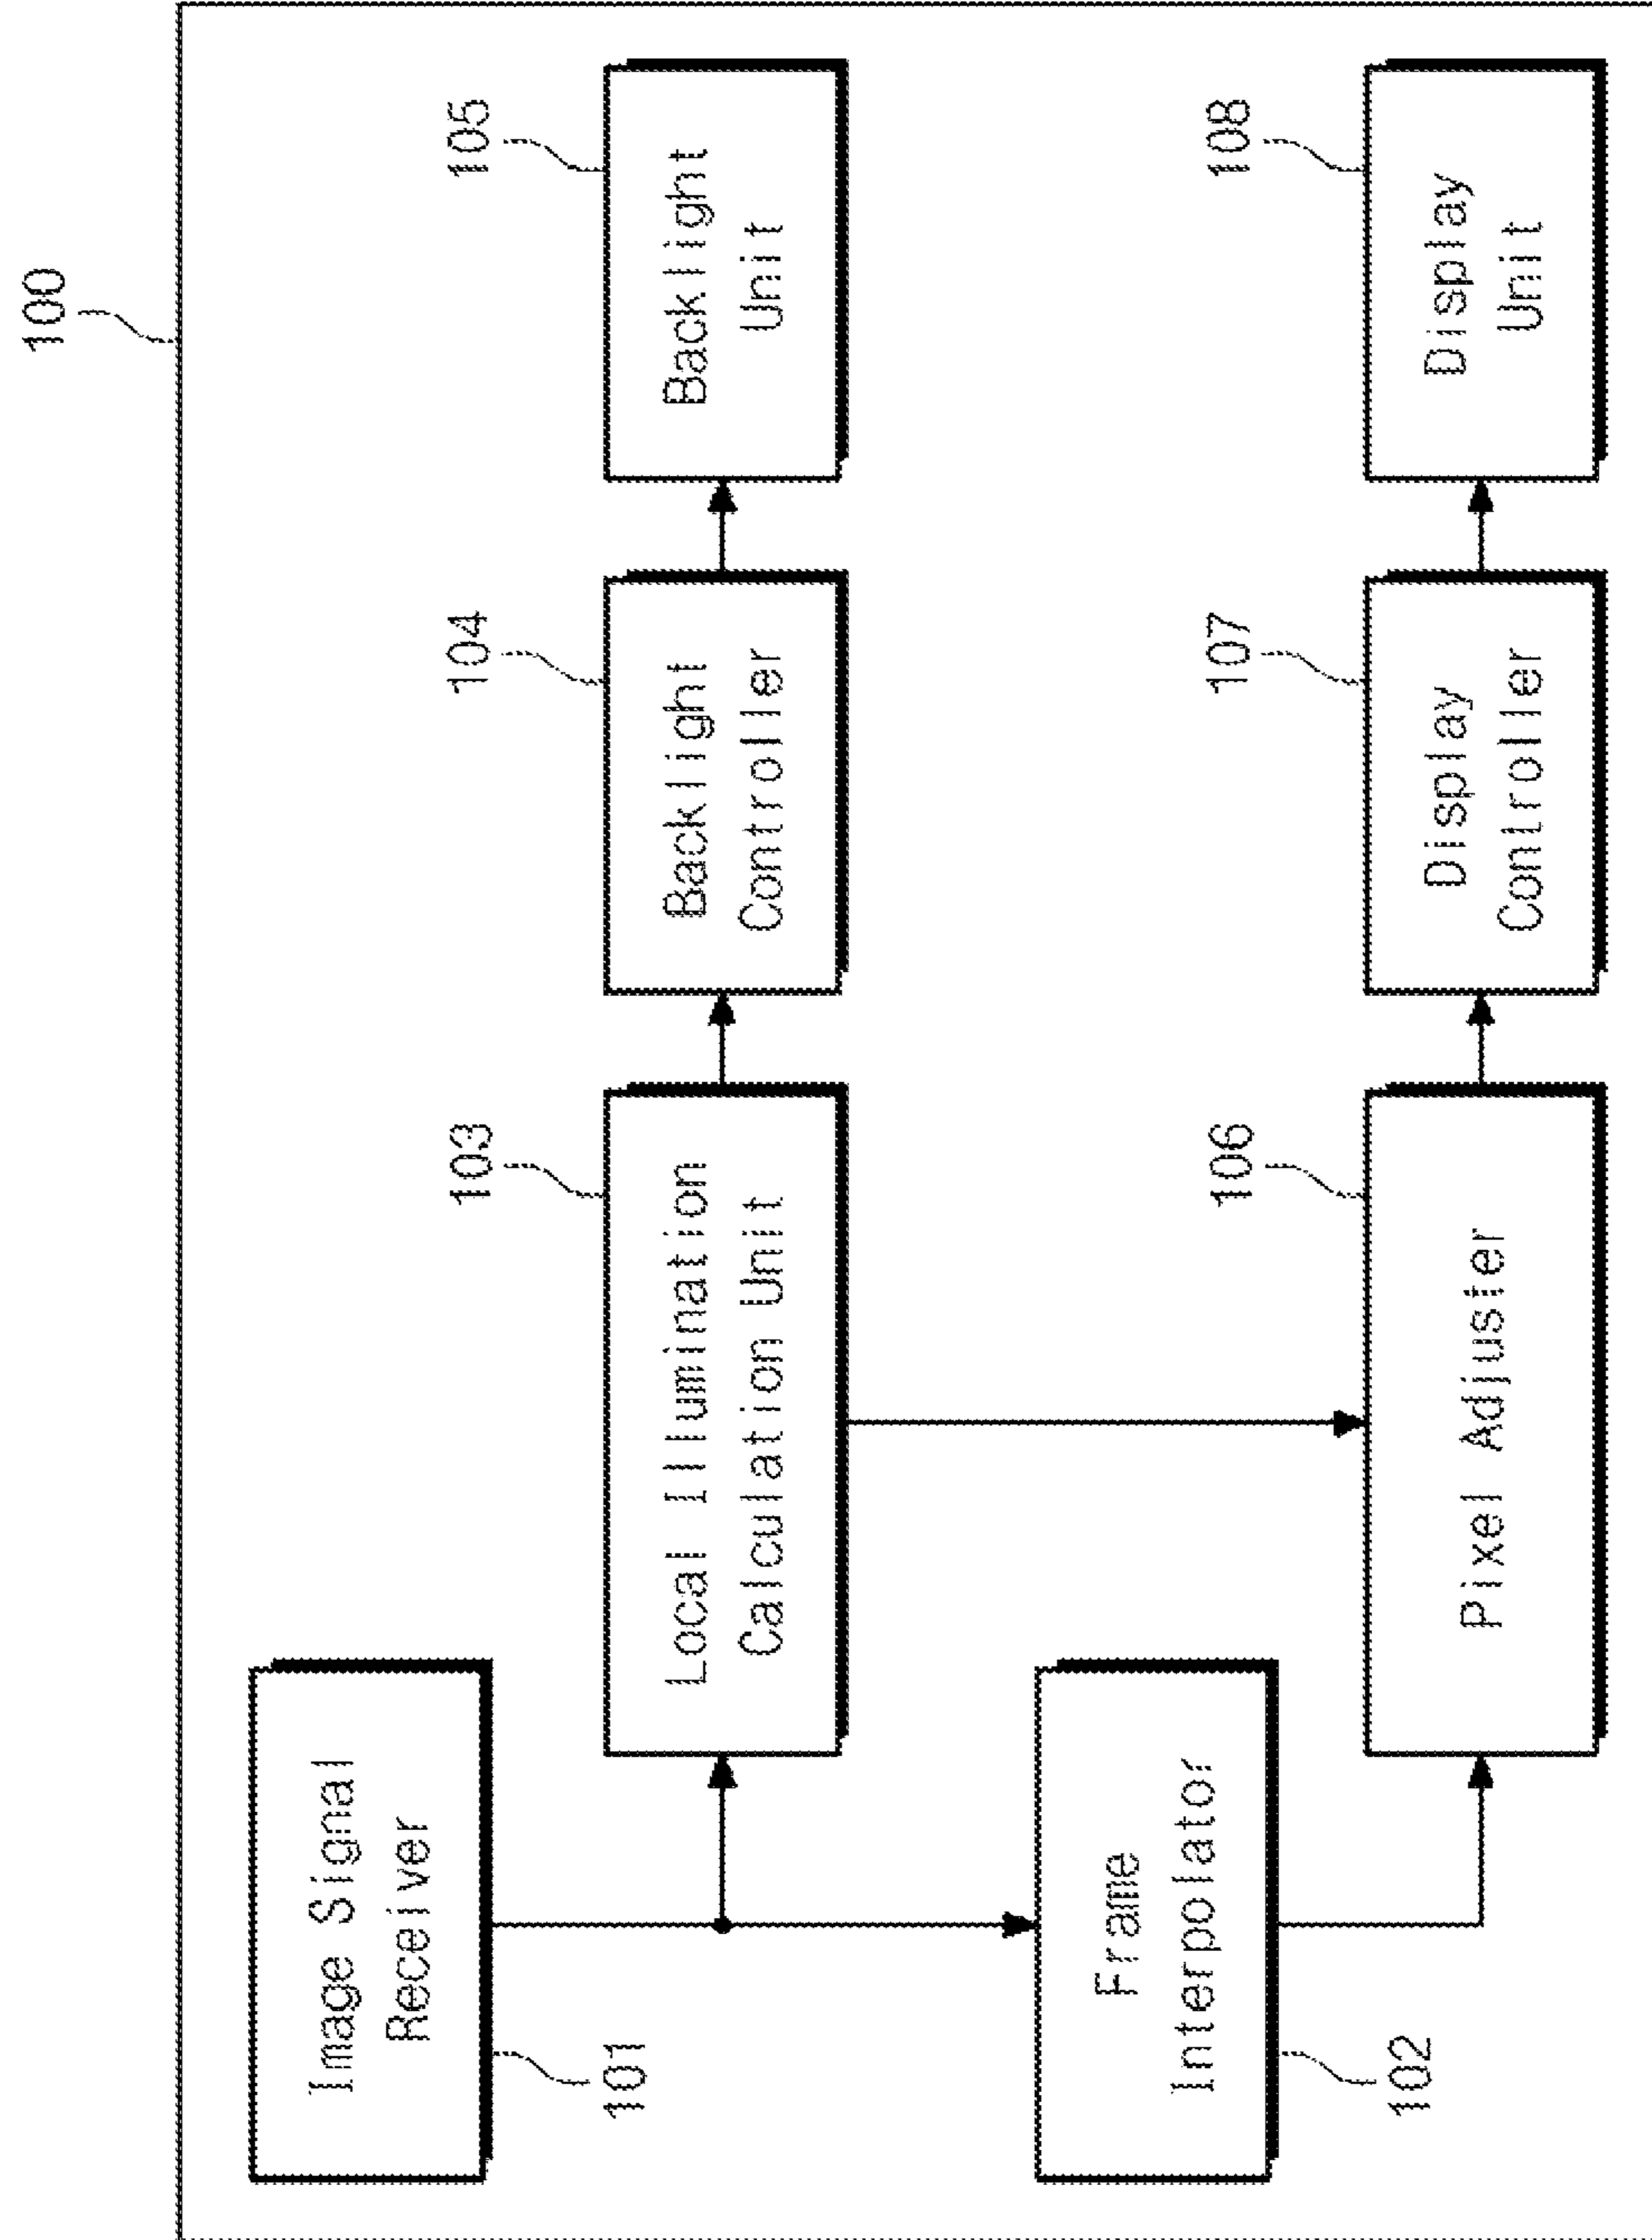 100
Image Signal
Receiver
101
103
Local Illumination
Calculation Unit
104
Backlight
Controller
105
Backlight
Unit
Frame
Interpolator
102
106
Pixel Adjuster
107
Display
Controller
108
Display
Unit